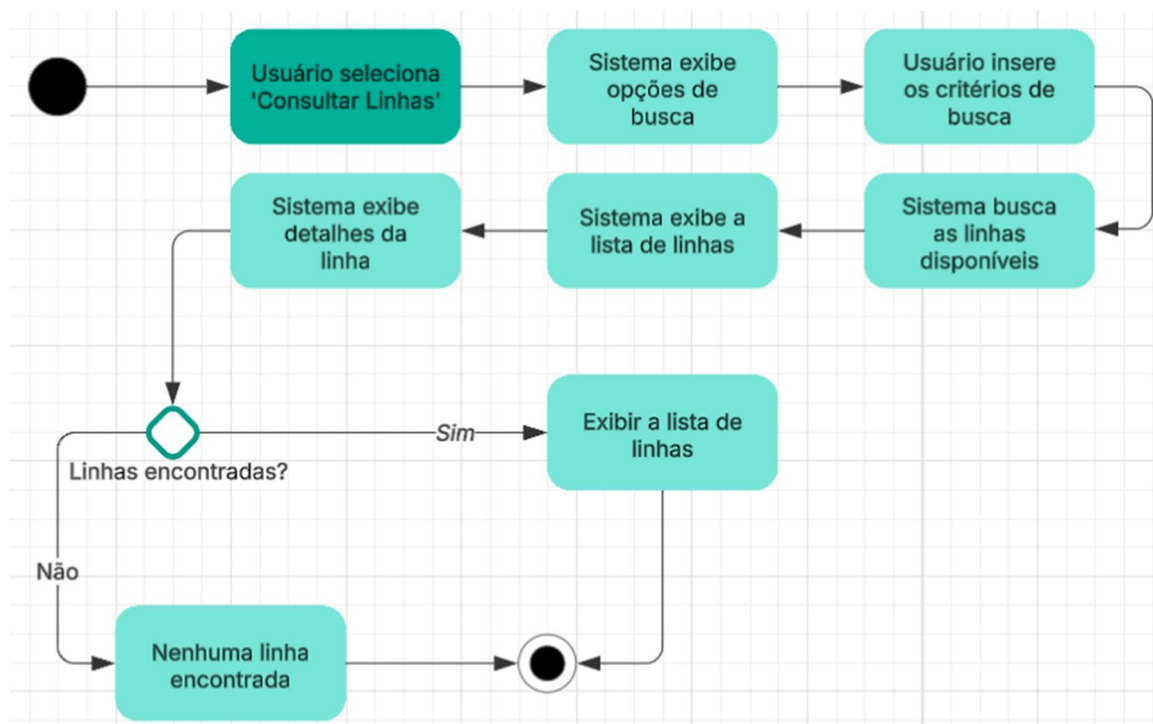 Usuário seleciona
'Consultar Linhas'
Sistema exibe
opções de
busca
Usuário insere
os critérios de
busca
Sistema busca
as linhas
disponíveis
Sistema exibe a
lista de linhas
Sistema exibe
detalhes da
linha
Linhas encontradas?
Sim
Exibir a lista de
linhas
Não
Nenhuma linha
encontrada